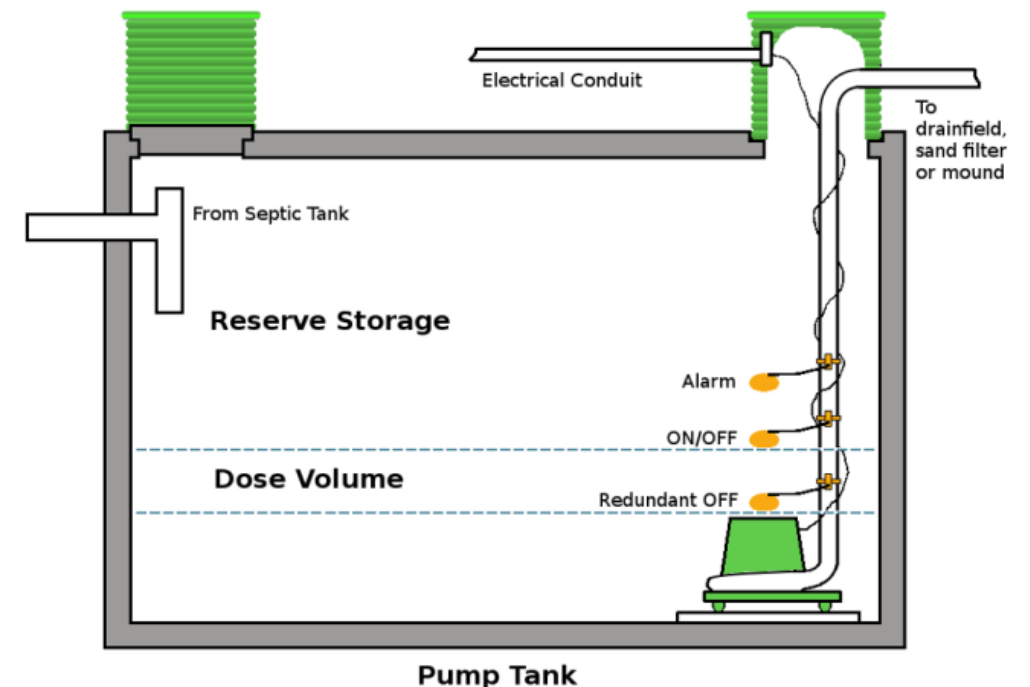 Electrical Conduit
To
drainfield,
sand filter
or mound
From Septic Tank
Reserve Storage
Alarm
ON/OFF
Dose Volume
Redundant OFF
Pump Tank